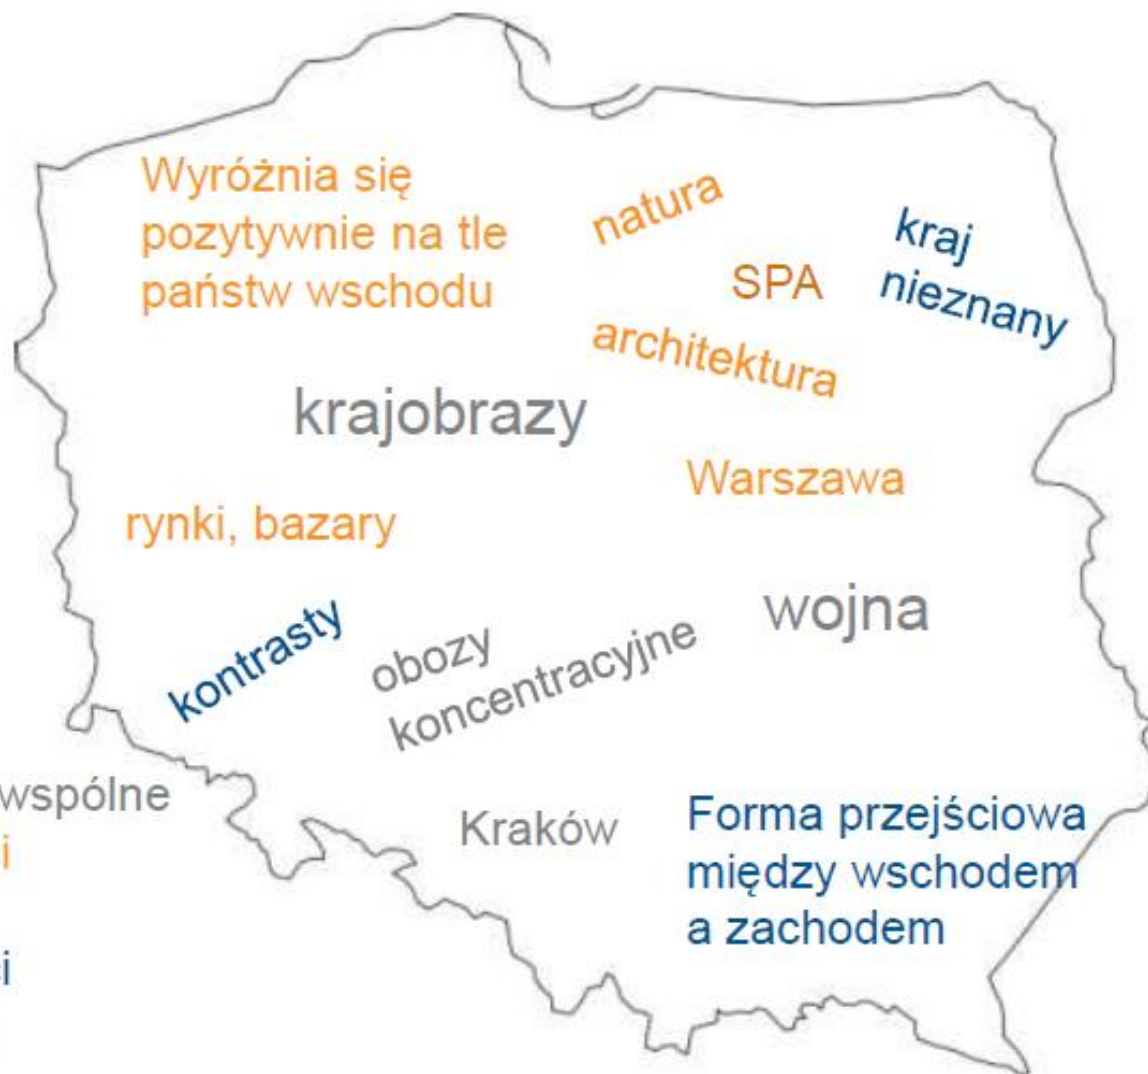 Wyróżnia się
pozytywnie na tle
państw wschodu
natura
SPA
kraj
nieznany
architektura
krajobrazy
Warszawa
rynki, bazary
wojna
kontrasty
obozy
koncentracyjne
wspólne
Kraków
Forma przejściowa
między wschodem
a zachodem